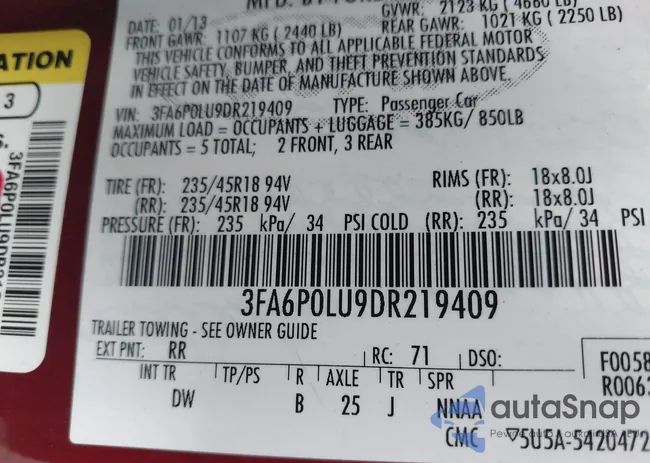 MFD. BY FORD
DATE: 01/13 GVWR: 2123 KG (4680 LB)
FRONT GAWR: 1107 KG (2440 LB) REAR GAWR: 1021 KG (2250 LB)
THIS VEHICLE CONFORMS TO ALL APPLICABLE FEDERAL MOTOR
VEHICLE SAFETY, BUMPER, AND THEFT PREVENTION STANDARDS
IN EFFECT ON THE DATE OF MANUFACTURE SHOWN ABOVE.
VIN: 3FA6P0LU9DR219409 TYPE: Passenger Car
MAXIMUM LOAD = OCCUPANTS + LUGGAGE = 385KG/ 850LB
OCCUPANTS = 5 TOTAL; 2 FRONT, 3 REAR
TIRE (FR): 235/45R18 94V RIMS (FR): 18x8.0J
(RR): 235/45R18 94V (RR): 18x8.0J
PRESSURE (FR): 235 kPa/ 34 PSI COLD (RR): 235 kPa/ 34 PSI
3FA6P0LU9DR219409
TRAILER TOWING - SEE OWNER GUIDE
EXT PNT: RR RC: 71 DSO:
INT TR TP/PS R AXLE TR SPR
DW B 25 J NNAA
CMC
F0058
R0063
5U5A-5420472
ATION
3
3FA6P0LU9DR219
autoSnap